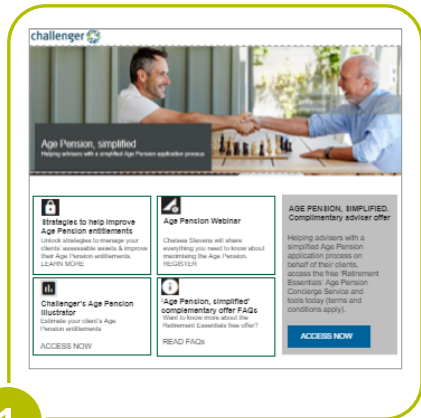 challenger
Age Pension, simplified
Helping advisers with a simplified Age Pension application process
Strategies to help improve
Age Pension entitlements
Unlock strategies to manage your
clients' assessable assets & improve
their Age Pension entitlements.
LEARN MORE
Age Pension Webinar
Chelsea Stevens will share
everything you need to know about
maximising the Age Pension.
REGISTER
Challenger's Age Pension
Illustrator
Estimate your client's Age
Pension entitlements
ACCESS NOW
'Age Pension, simplified'
complementary offer FAQs
Want to know more about the
Retirement Essentials free offer?
READ FAQs
AGE PENSION, SIMPLIFIED.
Complimentary adviser offer
Helping advisers with a
simplified Age Pension
application process on
behalf of their clients,
access the free 'Retirement
Essentials' Age Pension
Concierge Service and
tools today (terms and
conditions apply).
ACCESS NOW
1